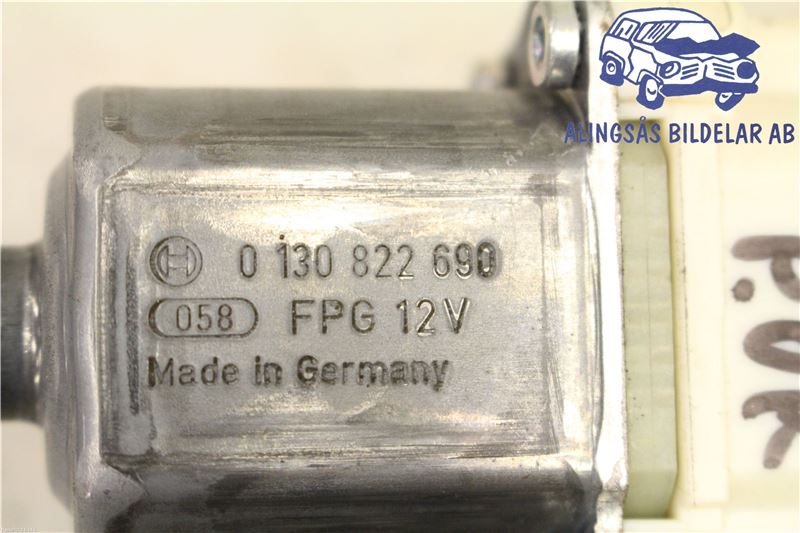 ALINGSÅS BILDELAR AB
0 130 822 690
058 FPG 12V
Made in Germany